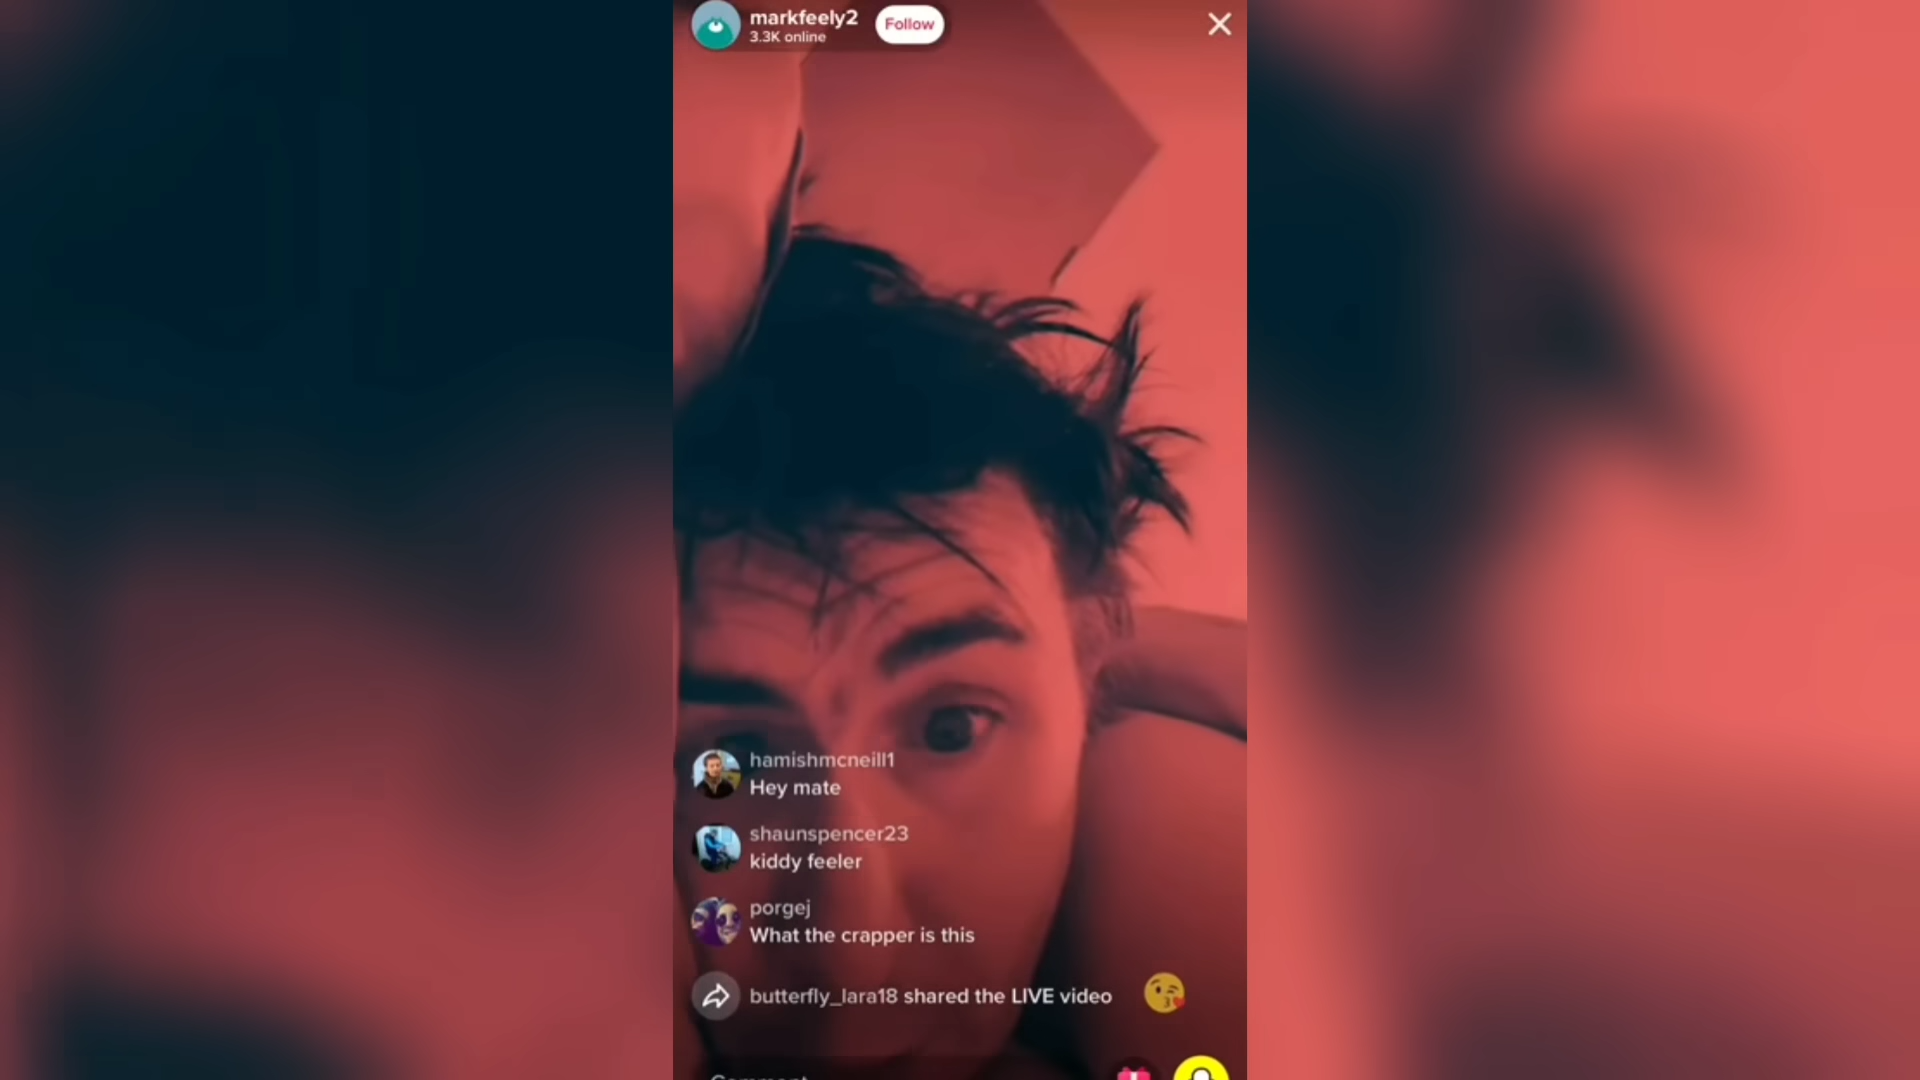 markfeely2
3.3K online
Follow
hamishmcneill1
Hey mate
shaunspencer23
kiddy feeler
porgej
What the crapper is this
butterfly_lara18 shared the LIVE video
Comment